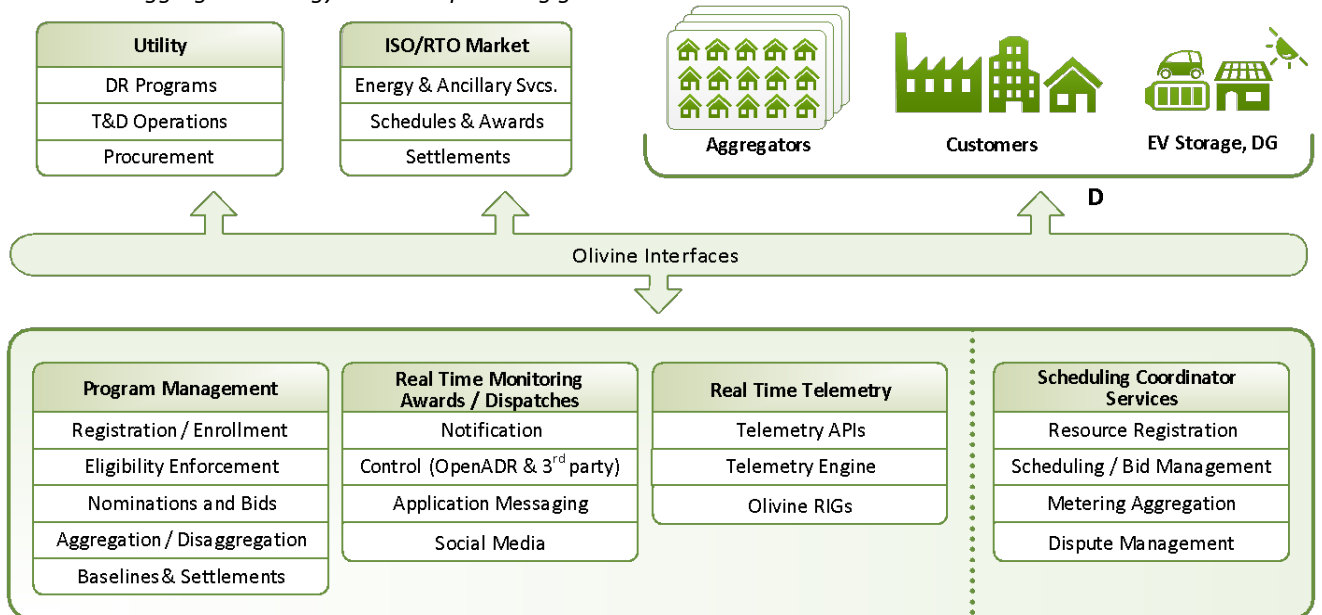 Utility
DR Programs
T&D Operations
Procurement
ISO/RTO Market
Energy & Ancillary Svcs.
Schedules & Awards
Settlements
Aggregators
Customers
EV Storage, DG
D
Olivine Interfaces
Program Management
Registration / Enrollment
Eligibility Enforcement
Nominations and Bids
Aggregation / Disaggregation
Baselines & Settlements
Real Time Monitoring
Awards / Dispatches
Notification
Control (OpenADR & 3rd party)
Application Messaging
Social Media
Real Time Telemetry
Telemetry APIs
Telemetry Engine
Olivine RIGs
Scheduling Coordinator
Services
Resource Registration
Scheduling / Bid Management
Metering Aggregation
Dispute Management